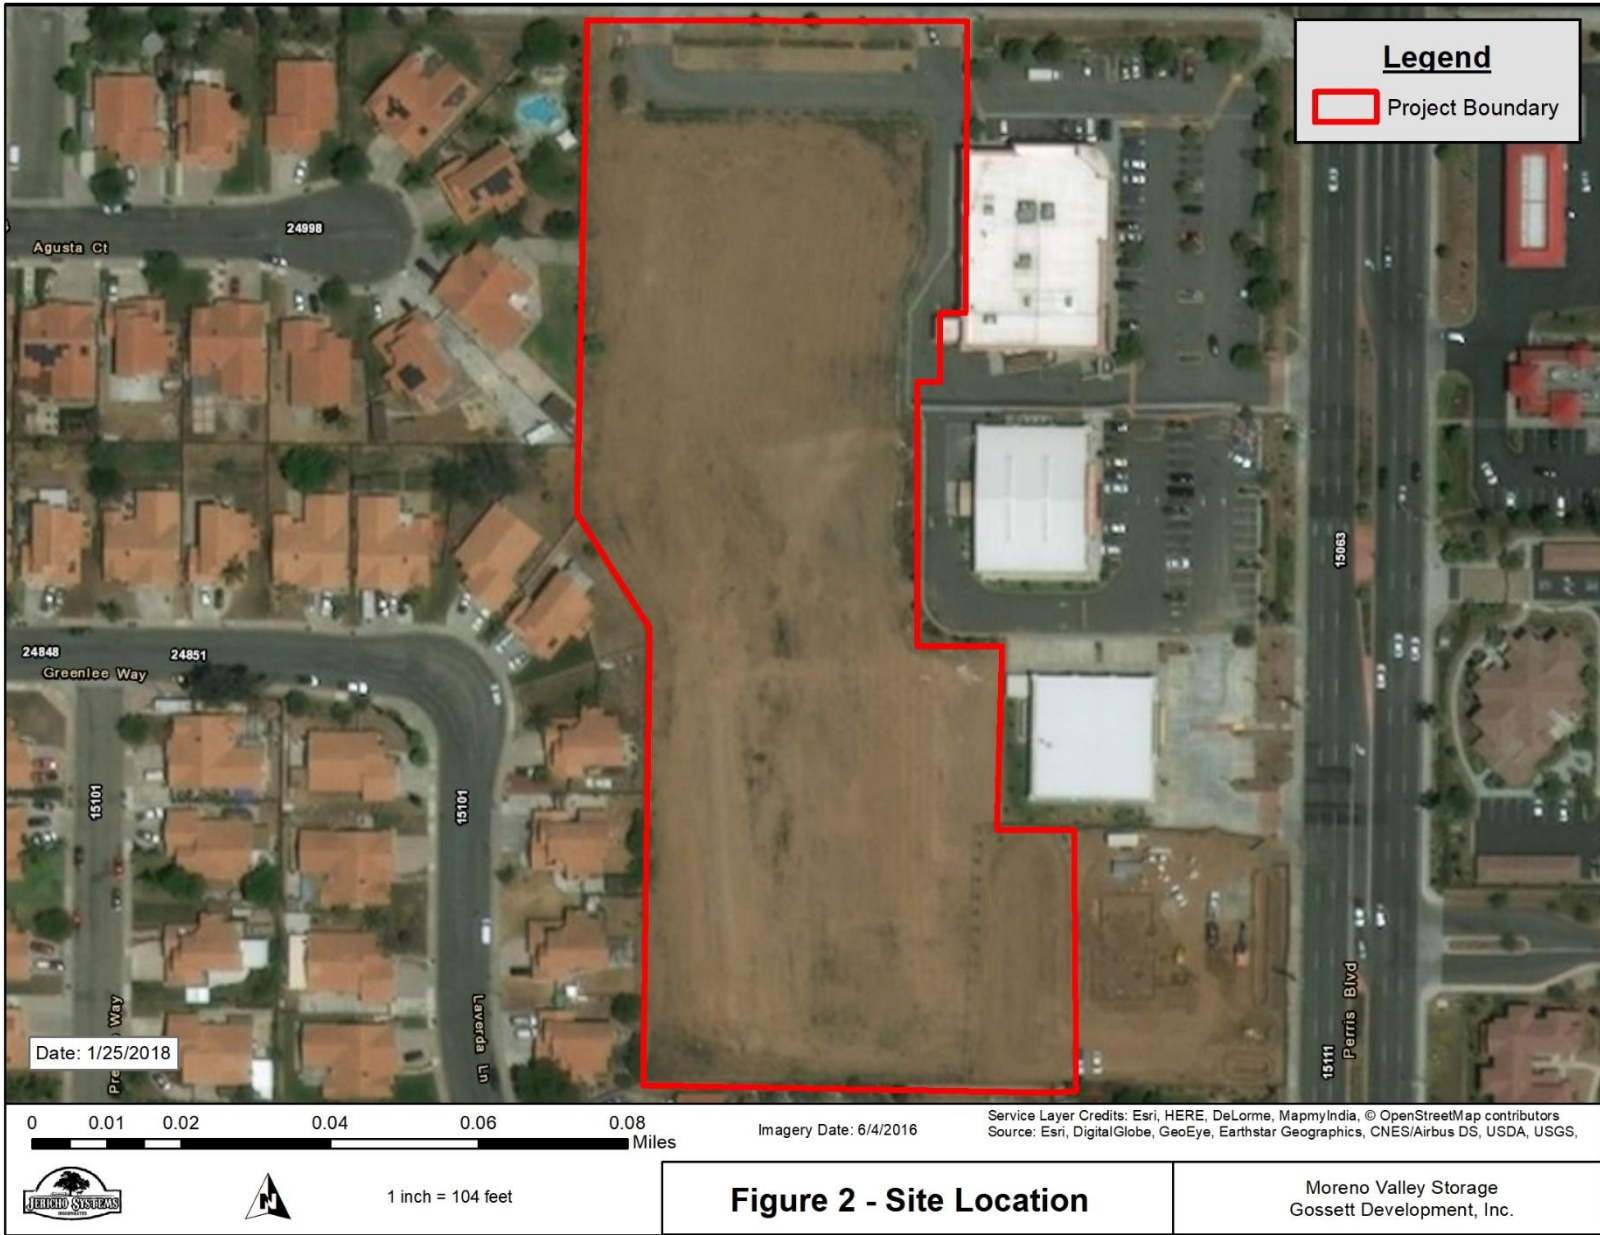 Legend
Project Boundary
24998
Agusta Ct
24848
24851
Greenlee Way
15101
15101
15063
Laverda Ln
Way
Perris Blvd
15111
Date: 1/25/2018
0 0.01 0.02 0.04 0.06 0.08
Miles
Imagery Date: 6/4/2016
Service Layer Credits: Esri, HERE, DeLorme, MapmyIndia, © OpenStreetMap contributors
Source: Esri, DigitalGlobe, GeoEye, Earthstar Geographics, CNES/Airbus DS, USDA, USGS,
JERICHO SYSTEMS
INCORPORATED
N
1 inch = 104 feet
Figure 2 - Site Location
Moreno Valley Storage
Gossett Development, Inc.